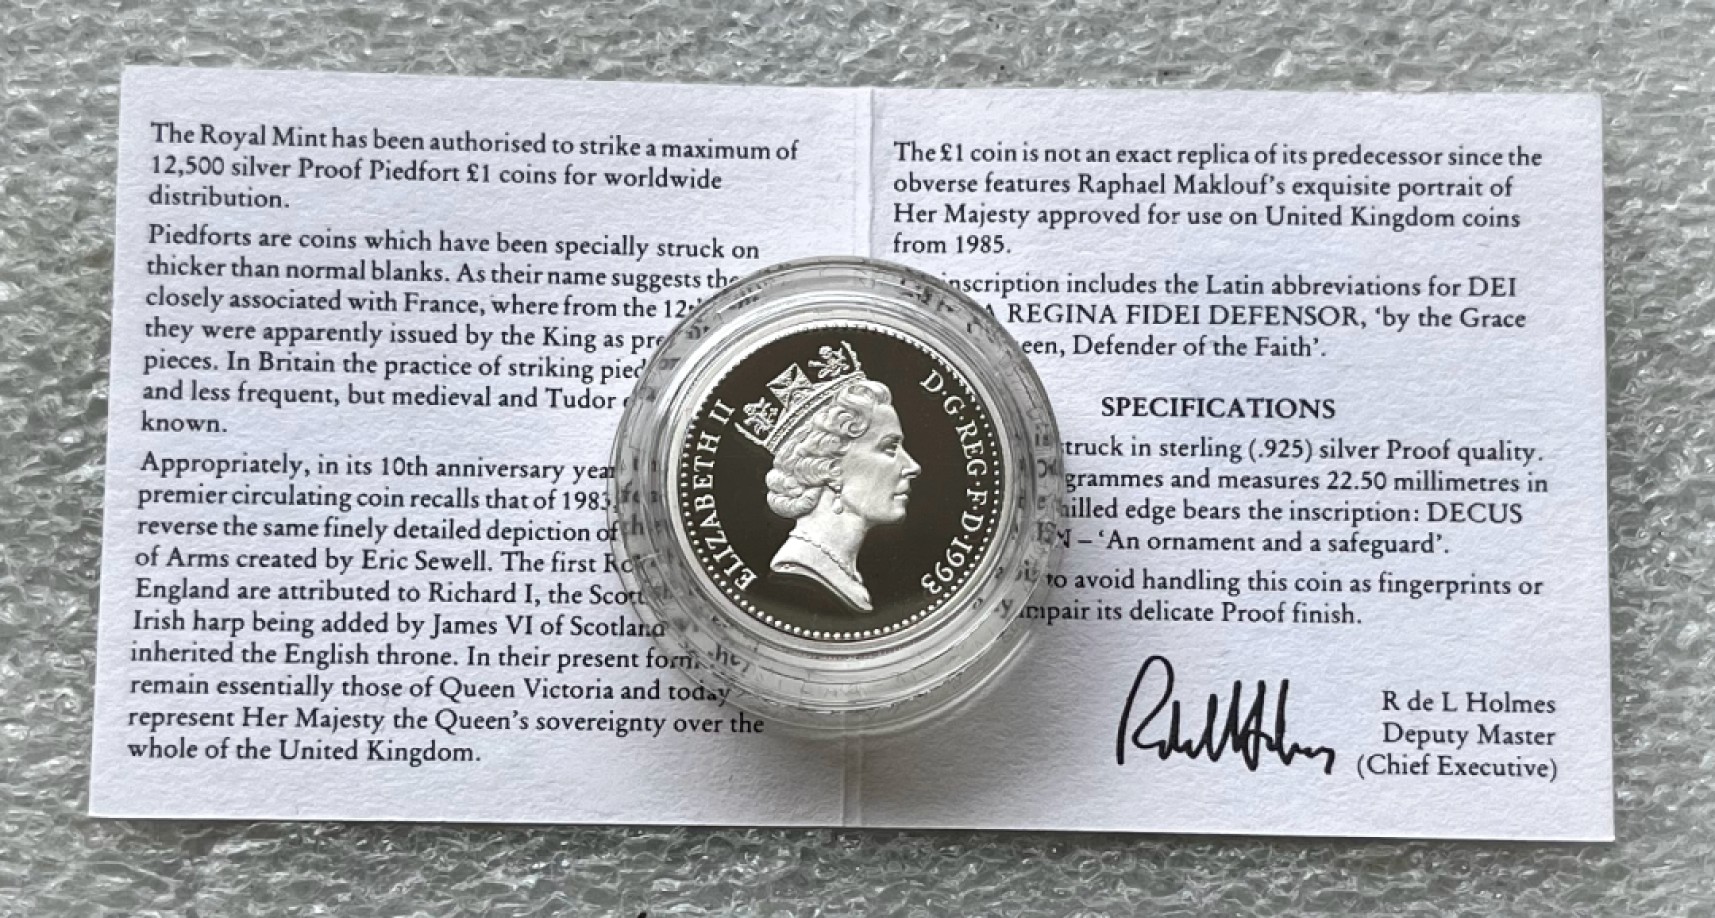 The Royal Mint has been authorised to strike a maximum of
12,500 silver Proof Piedfort £1 coins for worldwide
distribution.
Piedforts are coins which have been specially struck on
thicker than normal blanks. As their name suggests
closely associated with France, where from the
they were apparently issued by the King as
pieces. In Britain the practice of striking
and less frequent, but medieval and Tudor
known.
Appropriately, in its 10th anniversary
premier circulating coin recalls that of 1983,
reverse the same finely detailed depiction of
of Arms created by Eric Sewell. The first
England are attributed to Richard I, the
Irish harp being added by James VI of Scotland
inherited the English throne. In their present form
remain essentially those of Queen Victoria and today
represent Her Majesty the Queen's sovereignty over the
whole of the United Kingdom.
ELIZABETH II D·G·REG·F·D·1993
The £1 coin is not an exact replica of its predecessor since the
obverse features Raphael Maklouf's exquisite portrait of
Her Majesty approved for use on United Kingdom coins
from 1985.
inscription includes the Latin abbreviations for DEI
REGINA FIDEI DEFENSOR, 'by the Grace
Defender of the Faith'.
SPECIFICATIONS
struck in sterling (.925) silver Proof quality.
grammes and measures 22.50 millimetres in
milled edge bears the inscription: DECUS
– 'An ornament and a safeguard'.
to avoid handling this coin as fingerprints or
impair its delicate Proof finish.
R de L Holmes
Deputy Master
(Chief Executive)